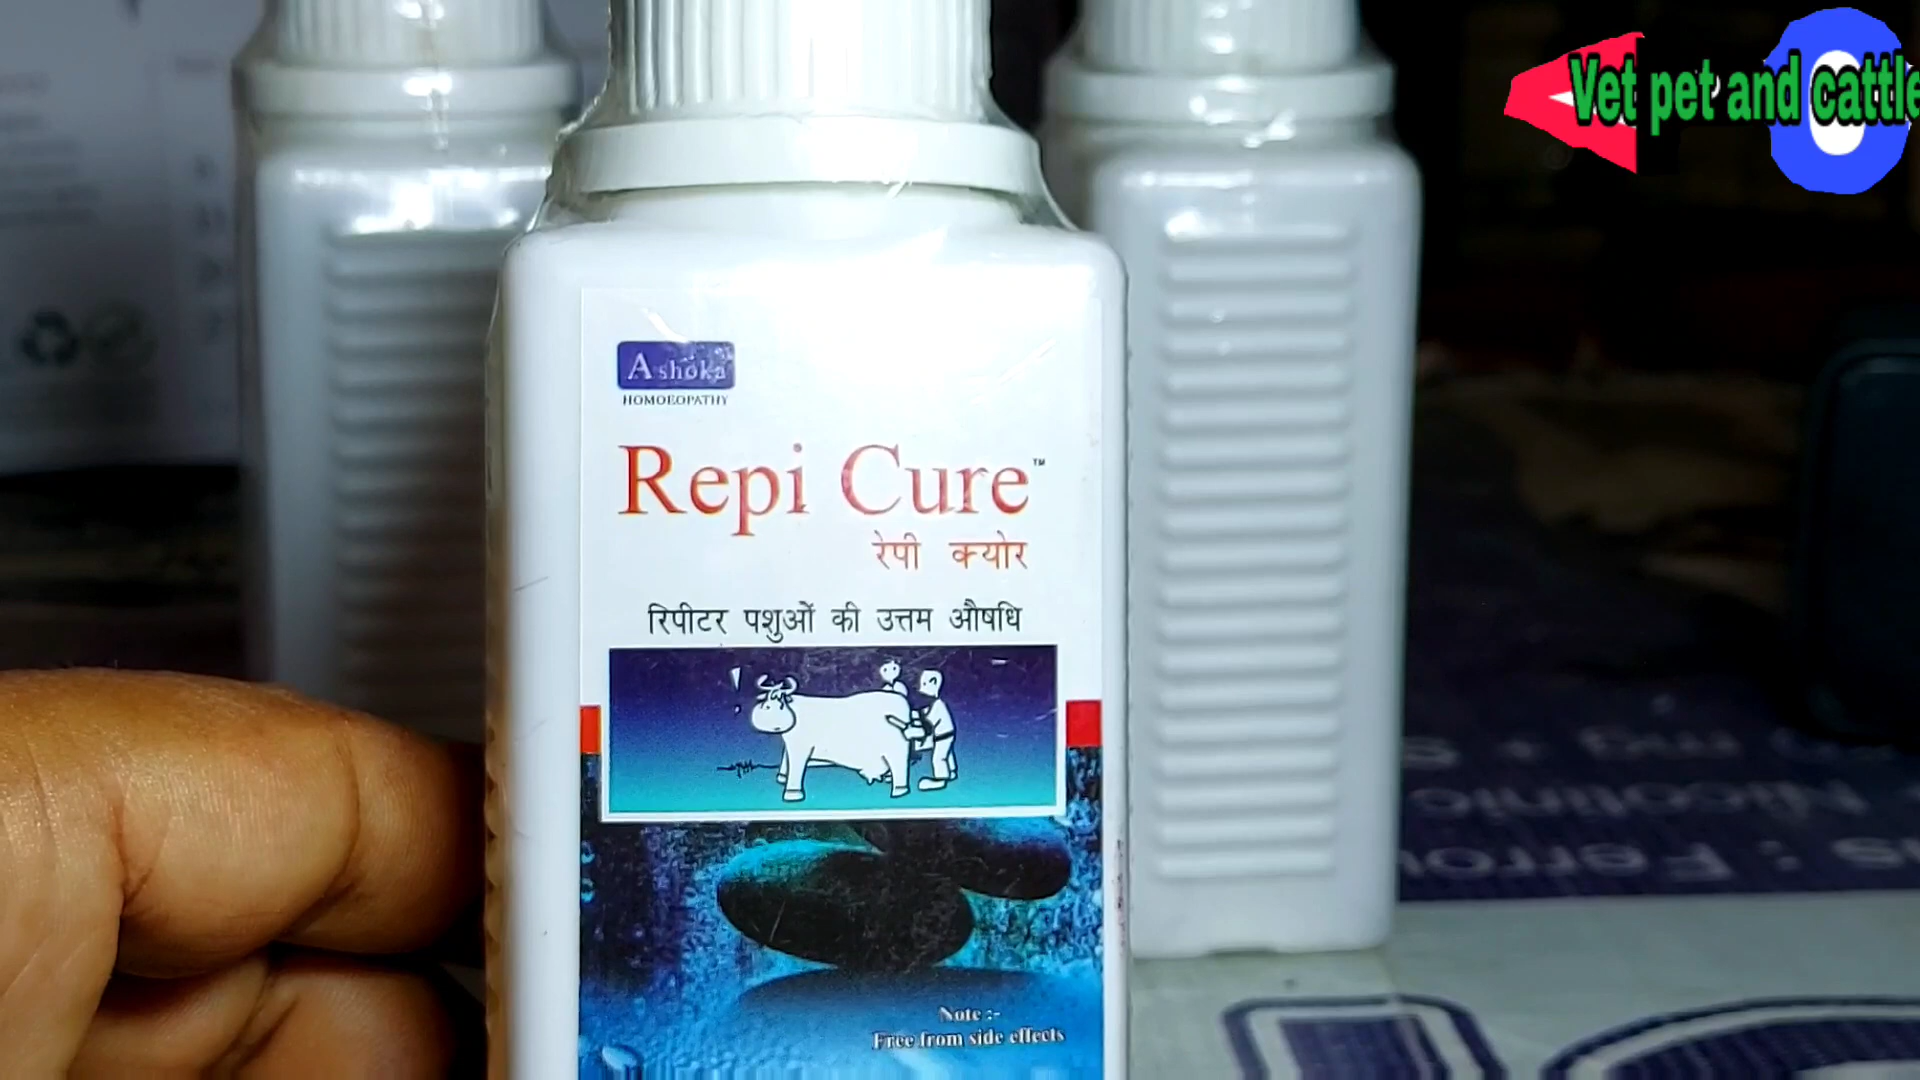 Vet pet and cattle
Ashoka
HOMOEOPATHY
Repi Cure™
रेपी क्योर
रिपीटर पशुओं की उत्तम औषधि
Note :-
Free from side effects